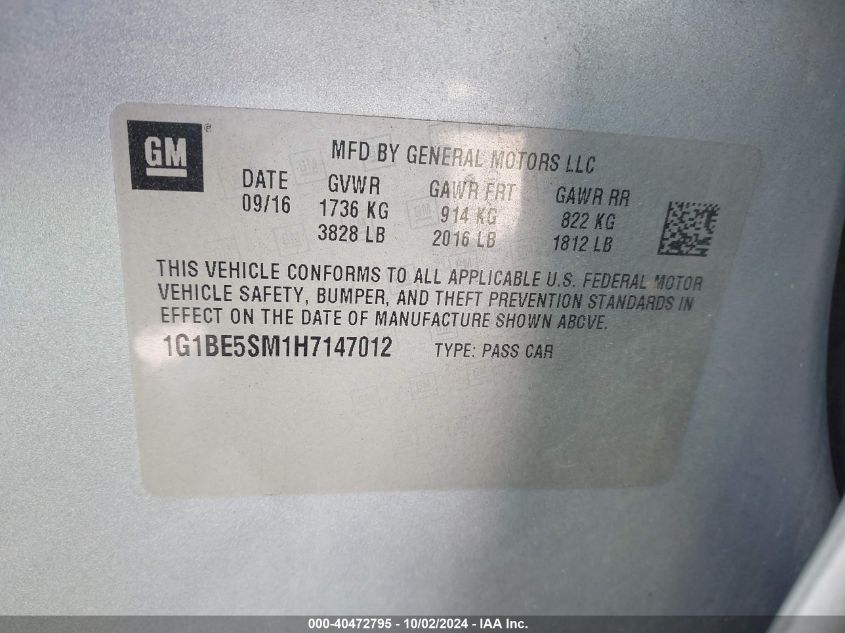 GM ®
MFD BY GENERAL MOTORS LLC
DATE GVWR GAWR FRT GAWR RR
09/16 1736 KG 914 KG 822 KG
3828 LB 2016 LB 1812 LB
THIS VEHICLE CONFORMS TO ALL APPLICABLE U.S. FEDERAL MOTOR
VEHICLE SAFETY, BUMPER, AND THEFT PREVENTION STANDARDS IN
EFFECT ON THE DATE OF MANUFACTURE SHOWN ABOVE.
1G1BE5SM1H7147012 TYPE: PASS CAR
000-40472795 - 10/02/2024 - IAA Inc.